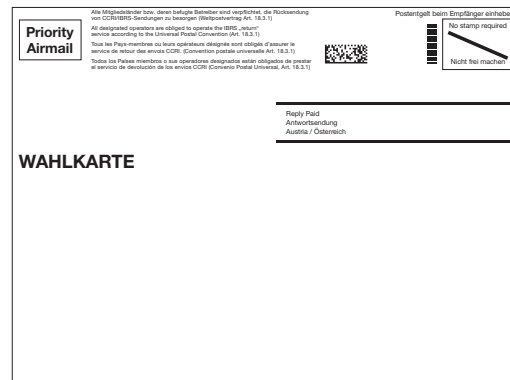 Priority
Airmail
Alle Mitgliedsländer bzw. deren befugte Betreiber sind verpflichtet, die Rücksendung
von CCRI/IBRS-Sendungen zu besorgen (Weltpostvertrag Art. 18.3.1)
All designated operators are obliged to operate the IBRS „return"
service according to the Universal Postal Convention (Art. 18.3.1)
Tous les Pays-membres ou leurs opérateurs désignés sont obligés d'assurer le
service de retour des envois CCRI. (Convention postale universelle Art. 18.3.1)
Todos los Países miembros o sus operadores designados están obligados de prestar
el servicio de devolución de los envíos CCRI (Convenio Postal Universal, Art. 18.3.1)
Postentgelt beim Empfänger einhebe
No stamp required
Nicht frei machen
Reply Paid
Antwortsendung
Austria / Österreich
WAHLKARTE